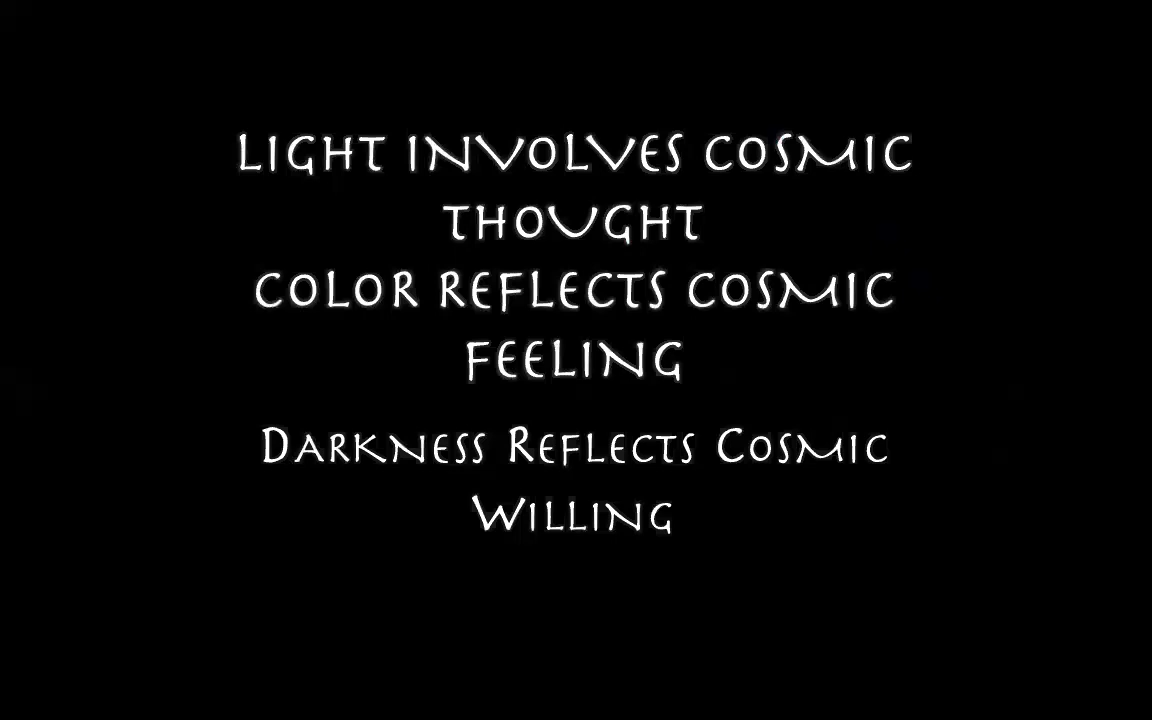 LIGHT INVOLVES COSMIC
THOUGHT
COLOR REFLECTS COSMIC
FEELING
DARKNESS REFLECTS COSMIC
WILLING